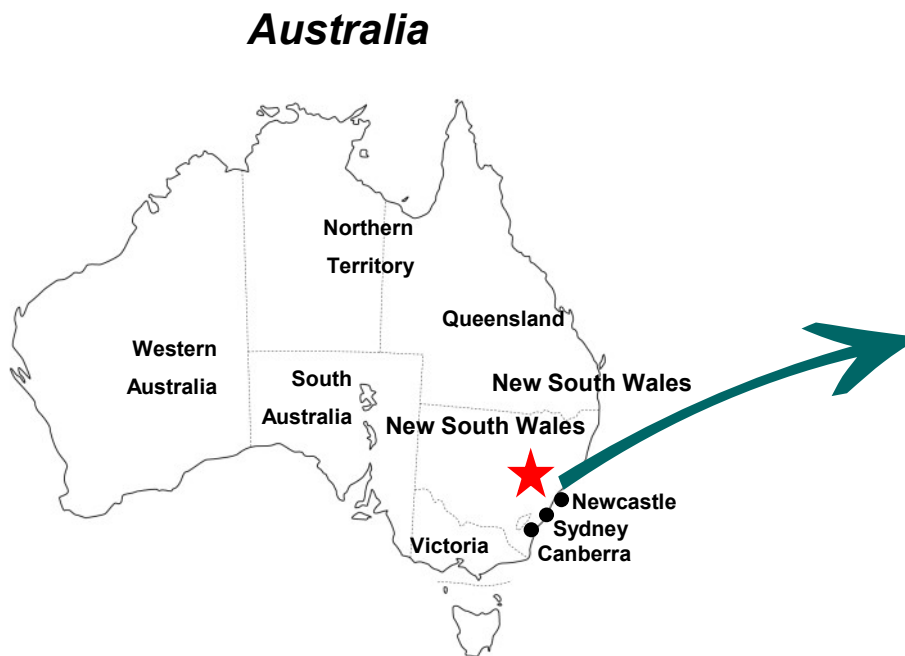 Australia
Northern
Territory
Queensland
Western
Australia
South
Australia
New South Wales
New South Wales
Newcastle
Sydney
Canberra
Victoria